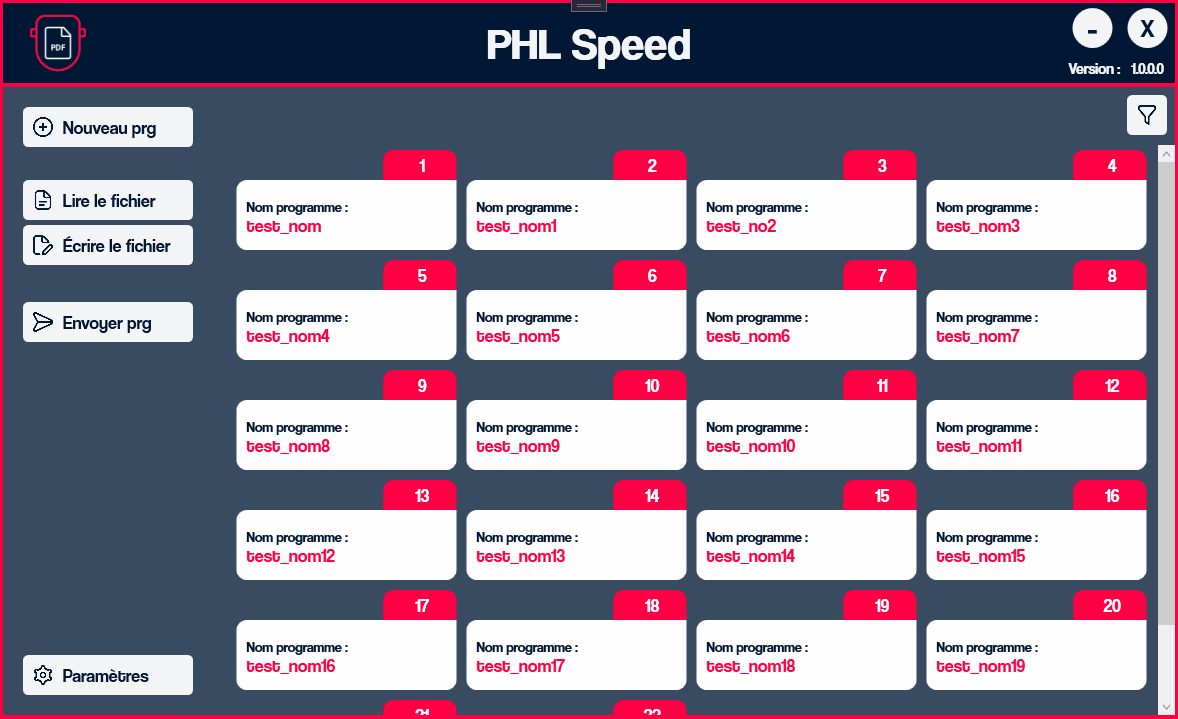 PDF
PHL Speed
-
X
Version : 1.0.0.0
Nouveau prg
Lire le fichier
Écrire le fichier
Envoyer prg
Paramètres
1
Nom programme :
test_nom
2
Nom programme :
test_nom1
3
Nom programme :
test_no2
4
Nom programme :
test_nom3
5
Nom programme :
test_nom4
6
Nom programme :
test_nom5
7
Nom programme :
test_nom6
8
Nom programme :
test_nom7
9
Nom programme :
test_nom8
10
Nom programme :
test_nom9
11
Nom programme :
test_nom10
12
Nom programme :
test_nom11
13
Nom programme :
test_nom12
14
Nom programme :
test_nom13
15
Nom programme :
test_nom14
16
Nom programme :
test_nom15
17
Nom programme :
test_nom16
18
Nom programme :
test_nom17
19
Nom programme :
test_nom18
20
Nom programme :
test_nom19
21
22